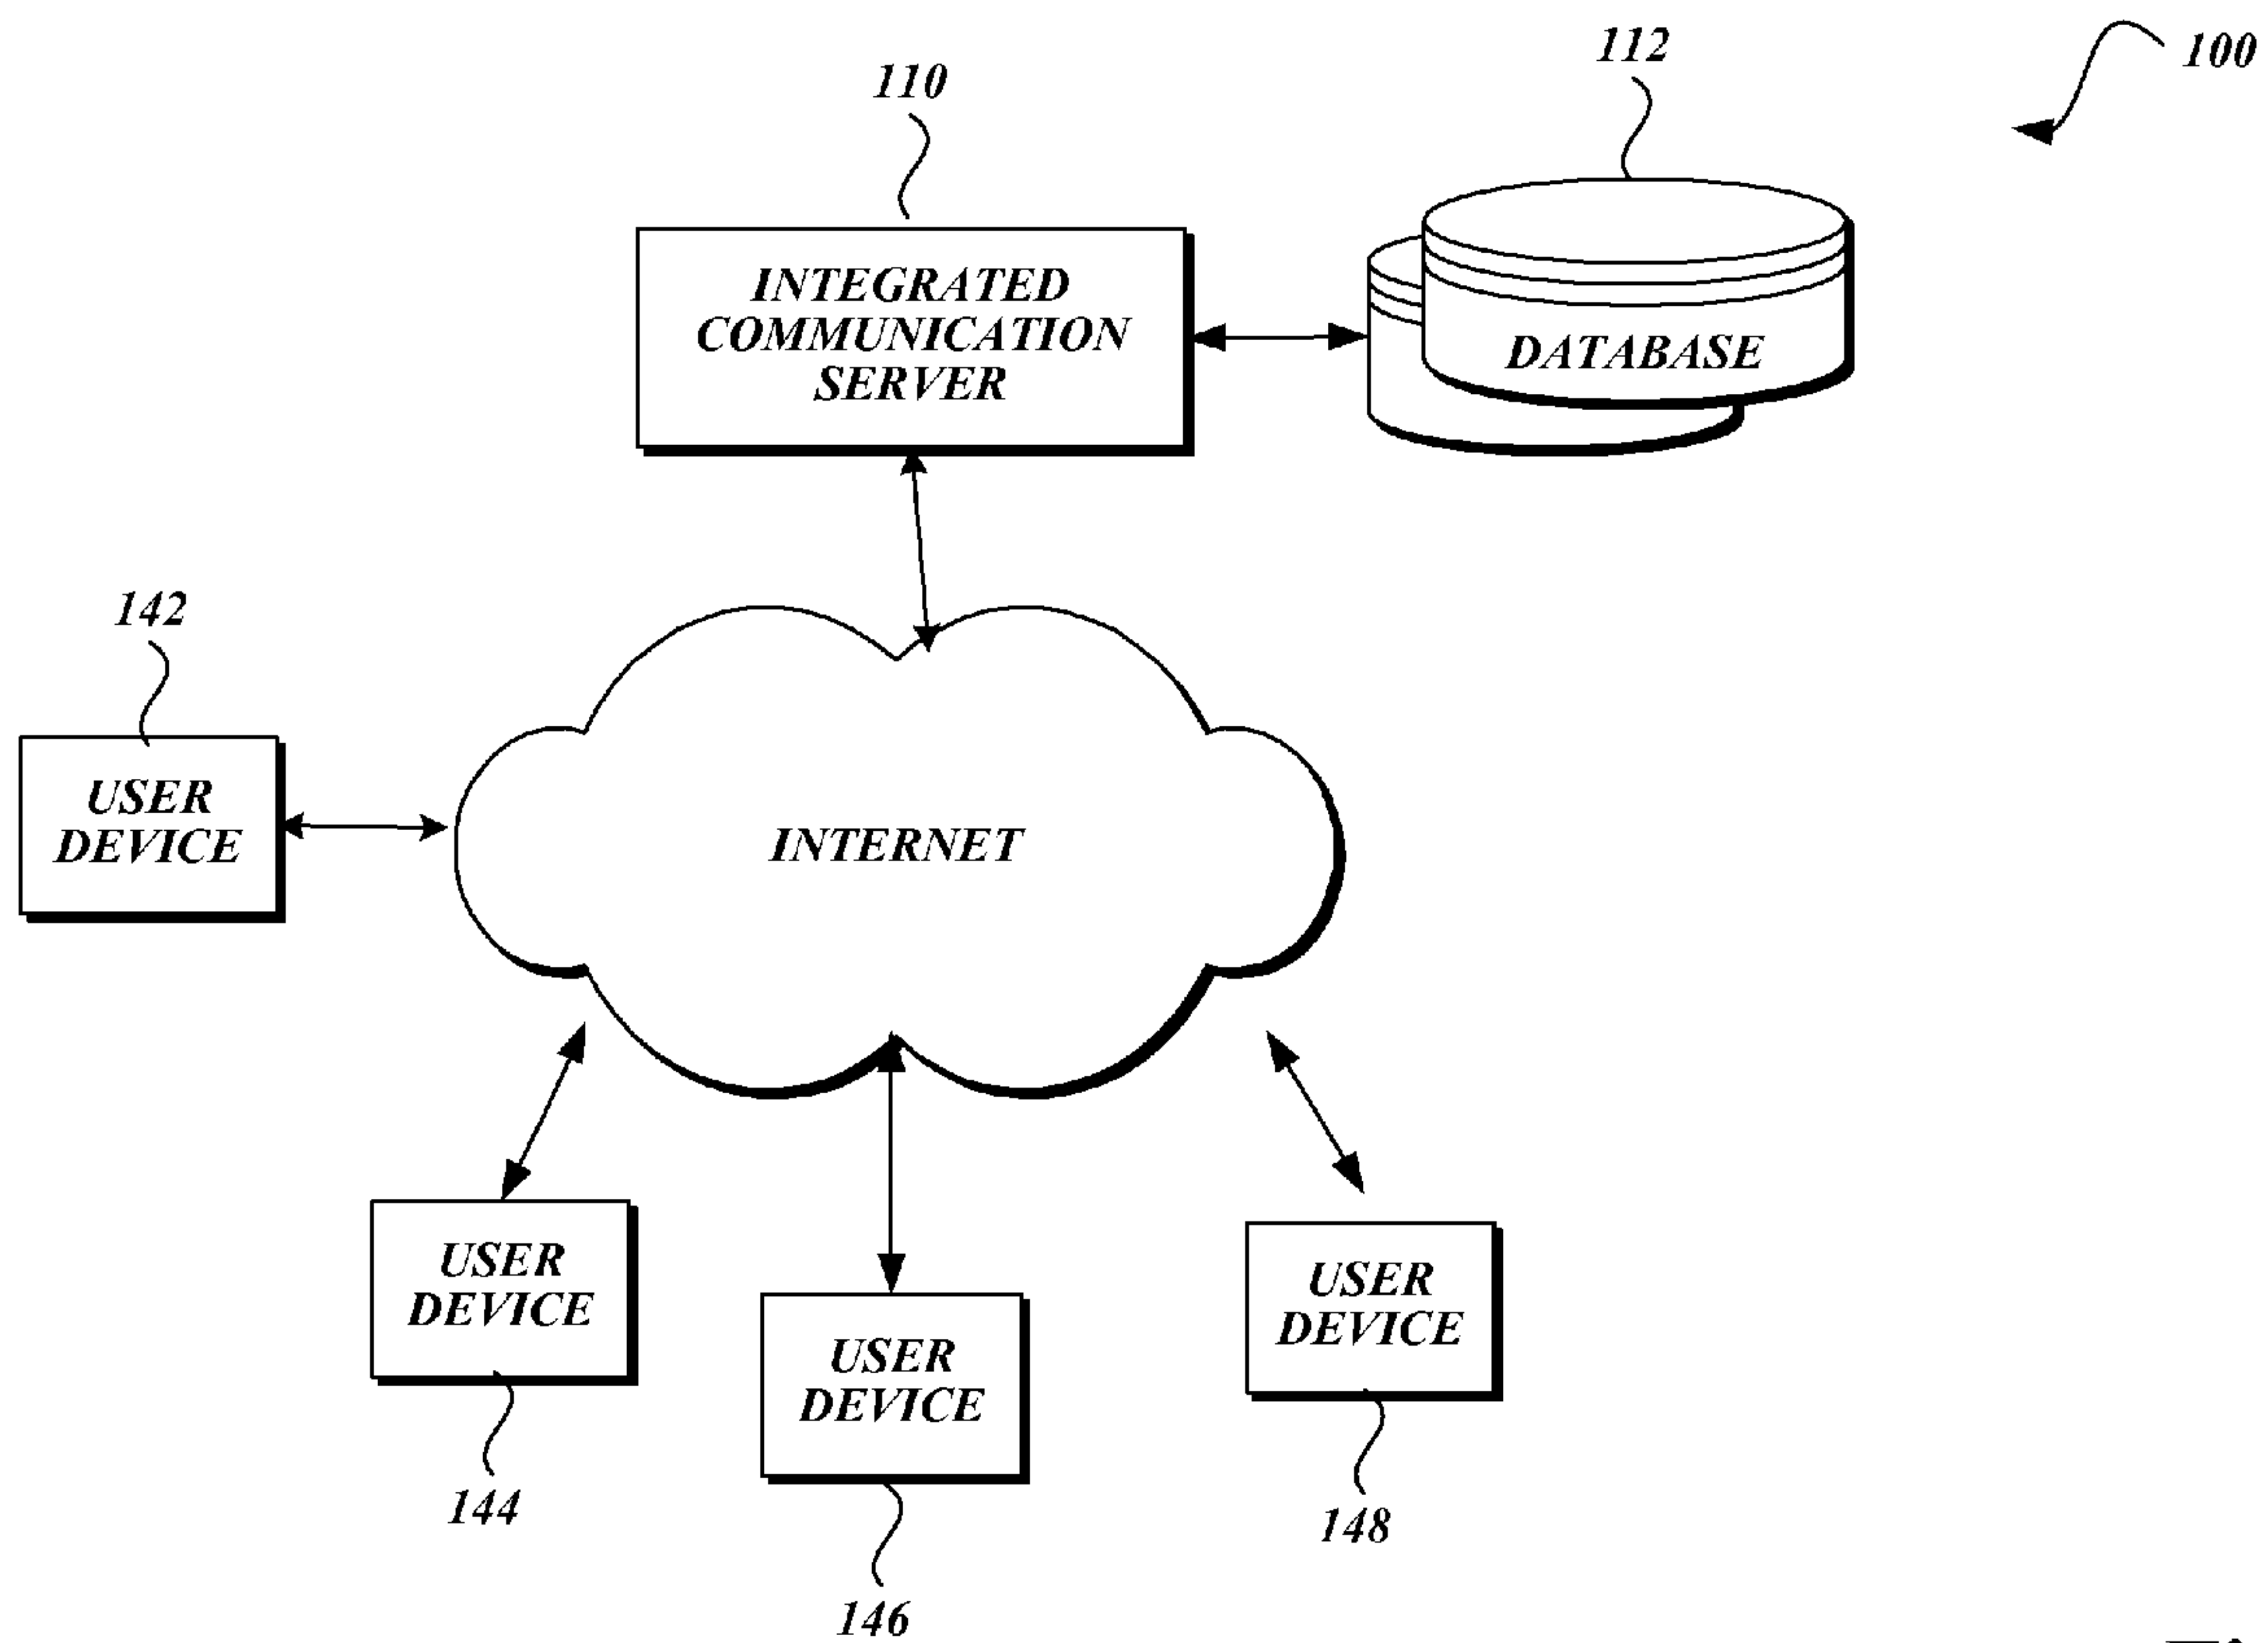 112
100
110
INTEGRATED
COMMUNICATION
SERVER
DATABASE
142
USER
DEVICE
INTERNET
USER
DEVICE
USER
DEVICE
USER
DEVICE
144
148
146